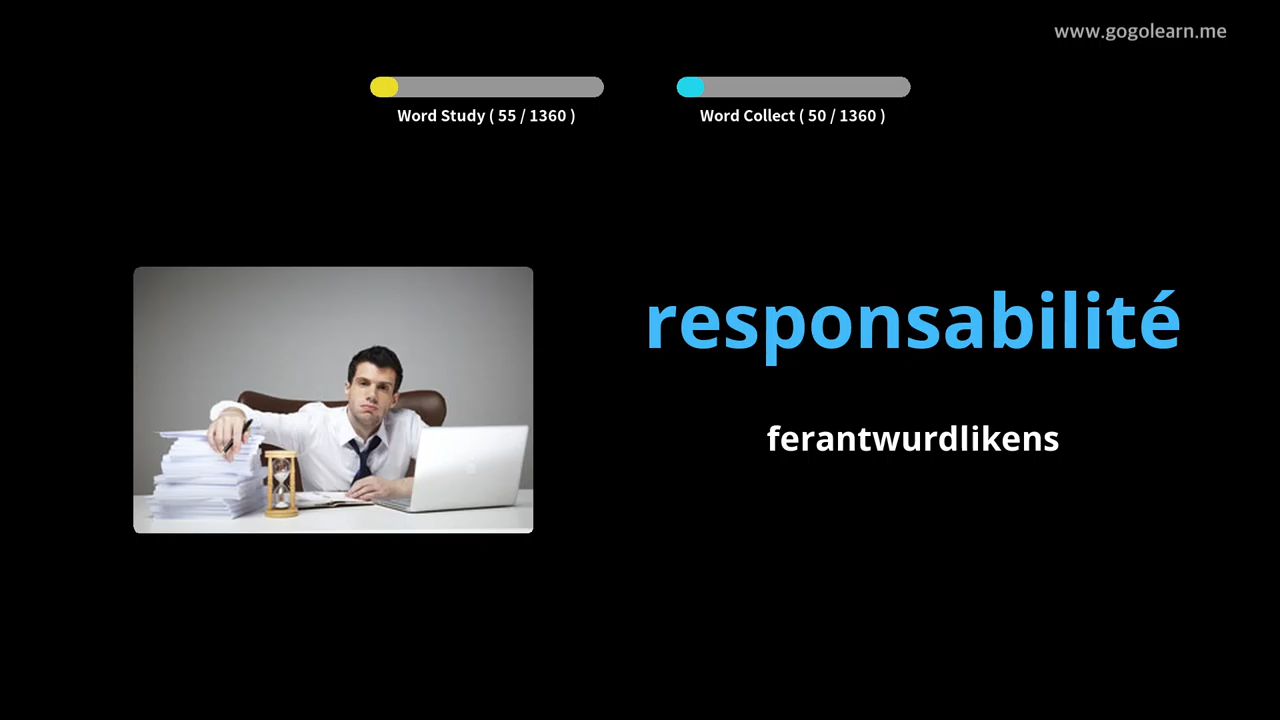 www.gogolearn.me
Word Study ( 55 / 1360 )
Word Collect ( 50 / 1360 )
responsabilité
ferantwurdlikens